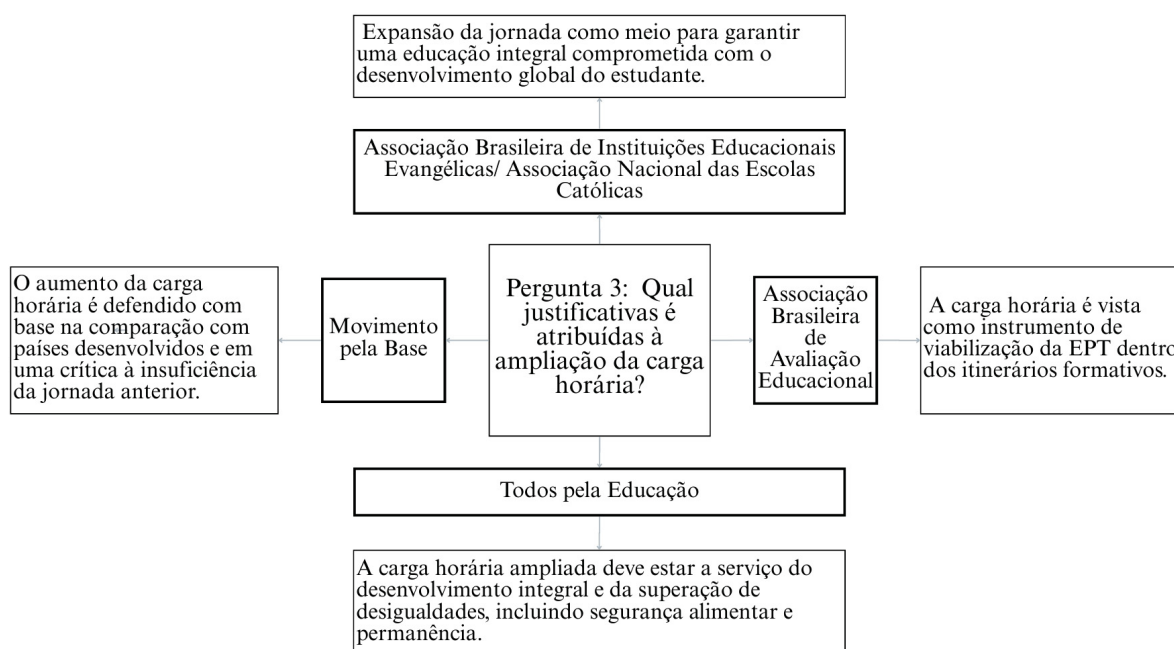 Expansão da jornada como meio para garantir
uma educação integral comprometida com o
desenvolvimento global do estudante.
Associação Brasileira de Instituições Educacionais
Evangélicas/ Associação Nacional das Escolas
Católicas
O aumento da carga
horária é defendido com
base na comparação com
países desenvolvidos e em
uma crítica à insuficiência
da jornada anterior.
Movimento
pela Base
Pergunta 3:  Qual
justificativas é
atribuídas à
ampliação da carga
horária?
Associação
Brasileira
de
Avaliação
Educacional
A carga horária é vista
como instrumento de
viabilização da EPT dentro
dos itinerários formativos.
Todos pela Educação
A carga horária ampliada deve estar a serviço do
desenvolvimento integral e da superação de
desigualdades, incluindo segurança alimentar e
permanência.